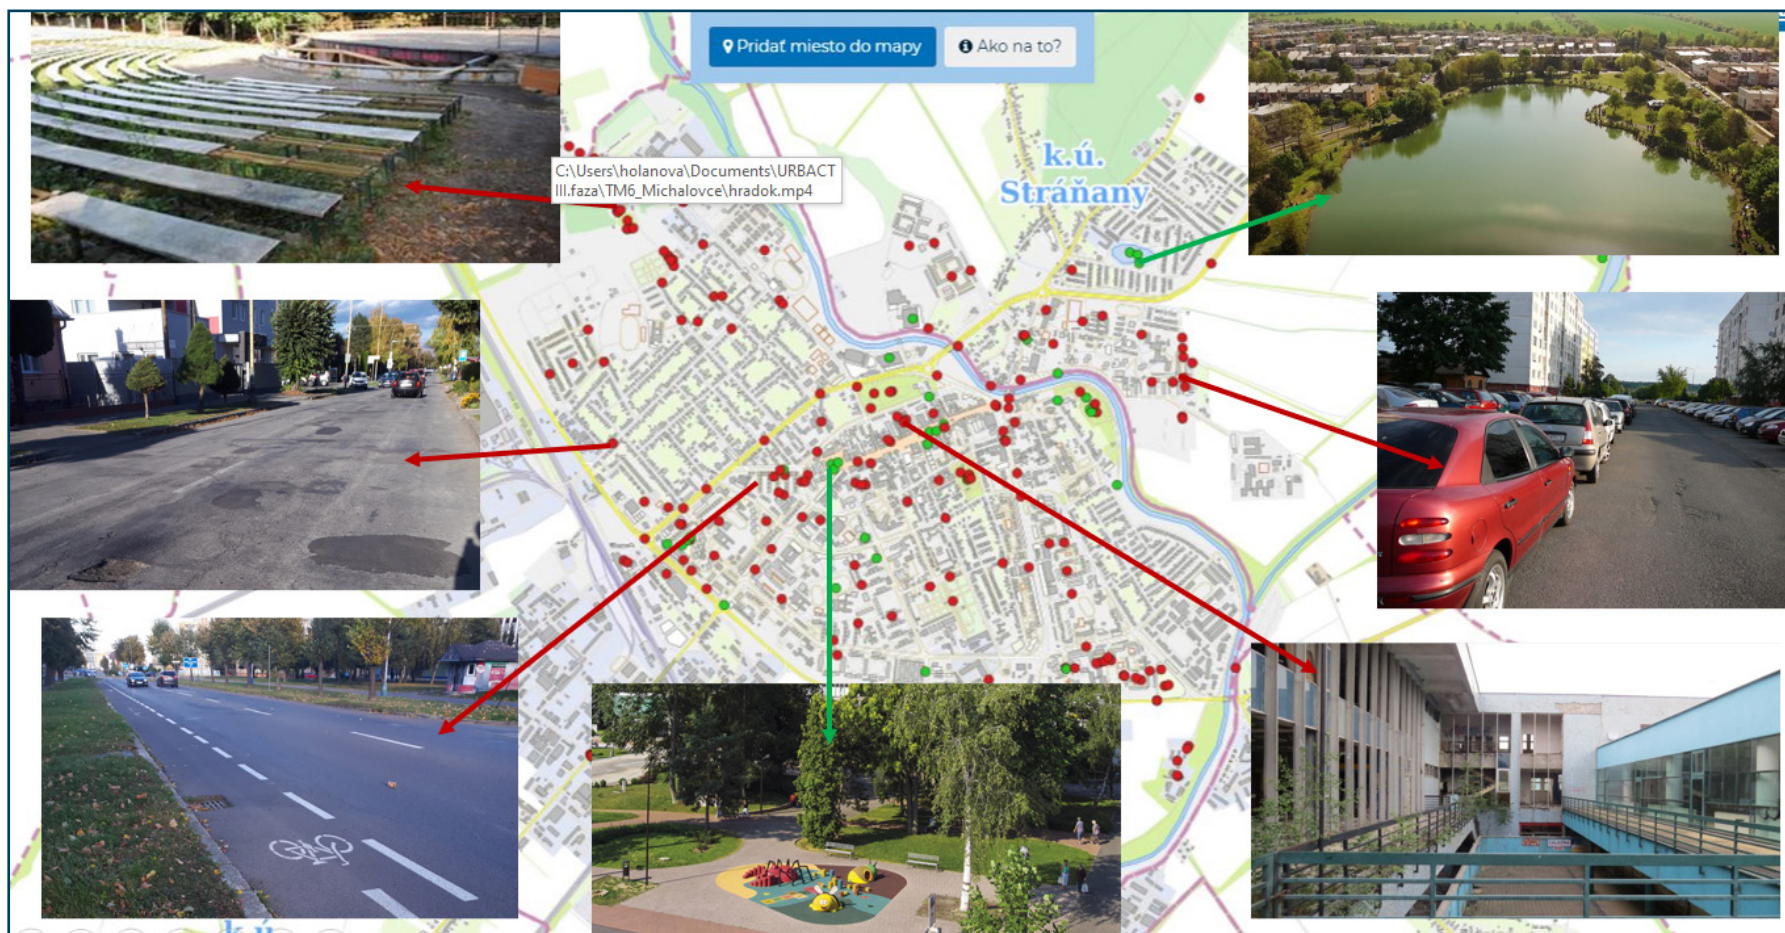 Pridať miesto do mapy
Ako na to?
k.ú.
Stráňany
C:\Users\holanova\Documents\URBACT
III.faza\TM6_Michalovce\hradok.mp4
k.ú.